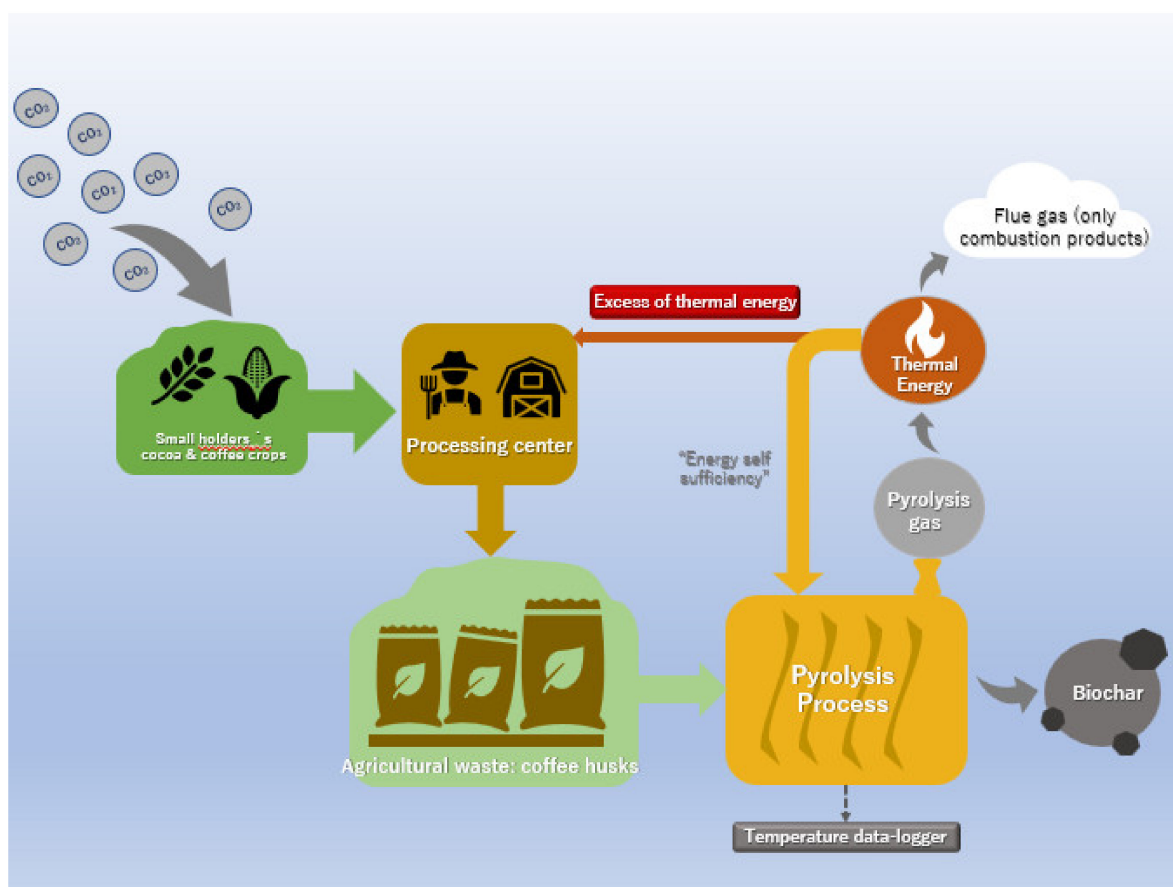 CO₂
CO₂
CO₂
CO₂
CO₂
CO₂
CO₂
CO₂
Flue gas (only
combustion products)
Excess of thermal energy
Thermal
Energy
Small holders,´s
cocoa & coffee crops
Processing center
"Energy self
sufficiency"
Pyrolysis
gas
Pyrolysis
Process
Biochar
Agricultural waste: coffee husks
Temperature data-logger